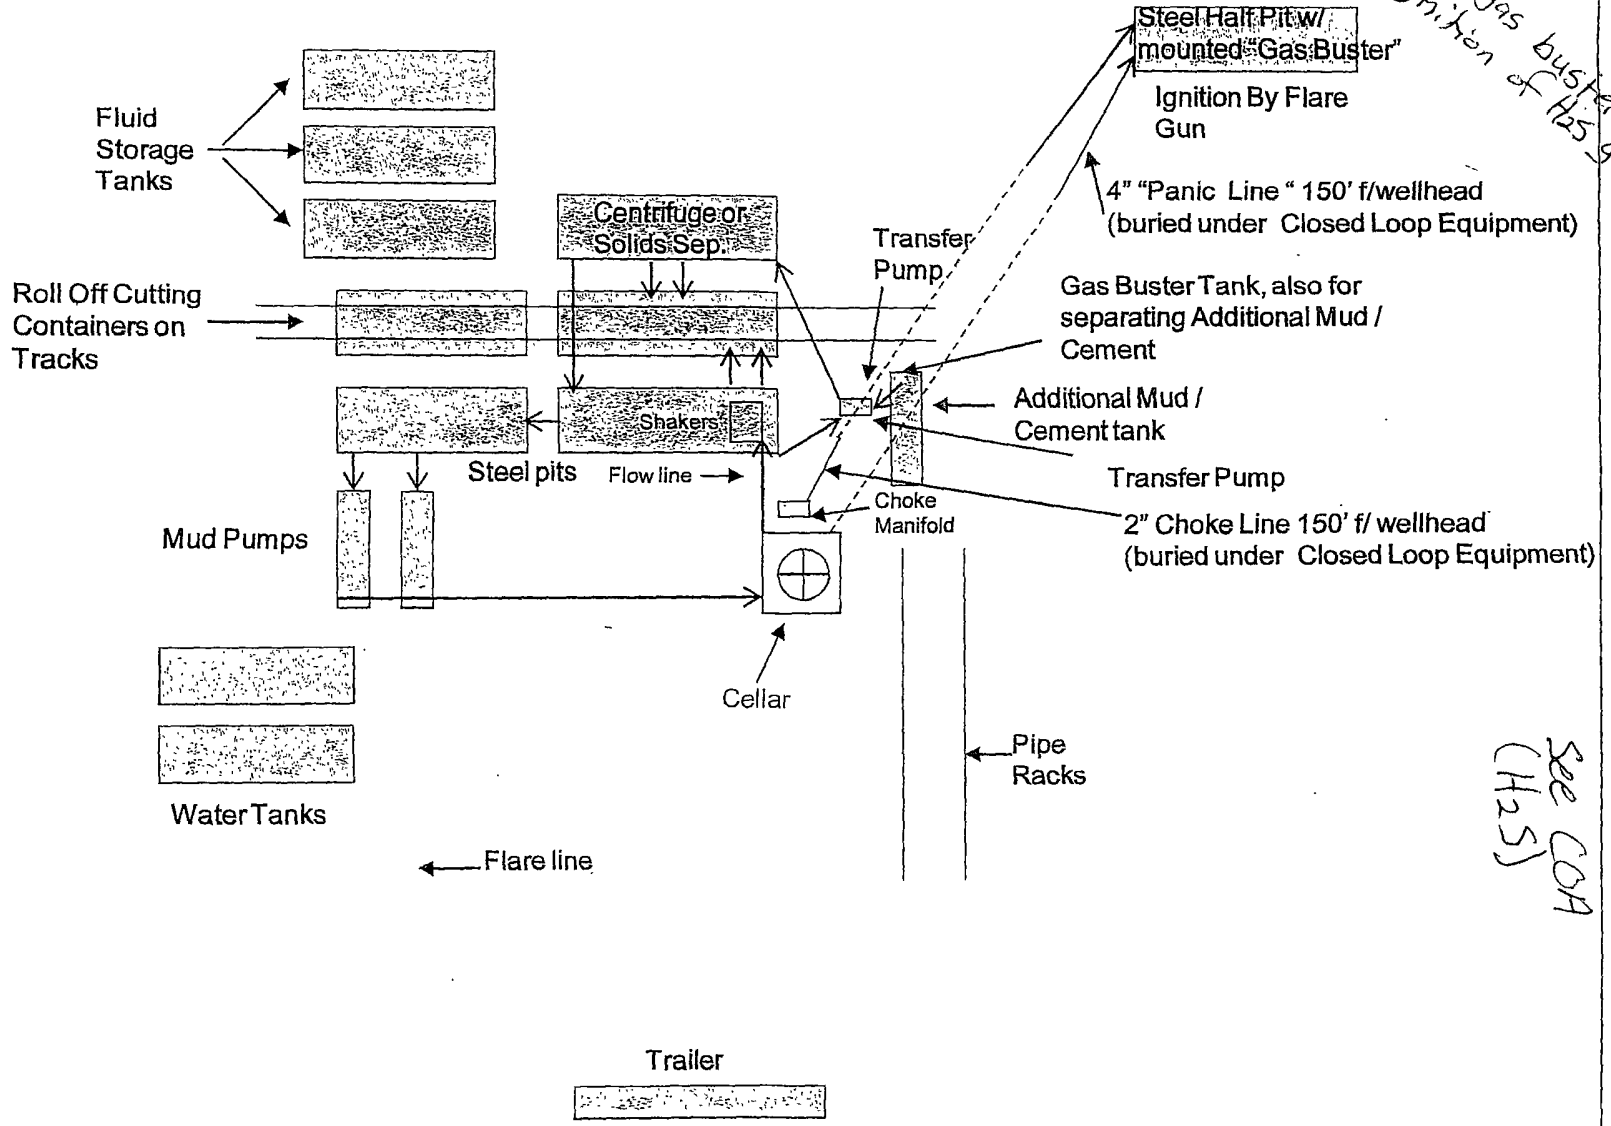 Steel Half Pit w/
mounted "Gas Buster"
Ignition By Flare
Gun
gas buster
of H2S
Fluid
Storage
Tanks
4" "Panic Line " 150' f/wellhead
(buried under Closed Loop Equipment)
Centrifuge or
Solids Sep.
Transfer
Pump
Roll Off Cutting
Containers on
Tracks
Gas Buster Tank, also for
separating Additional Mud /
Cement
Additional Mud /
Cement tank
Shakers
Steel pits
Flow line
Transfer Pump
Choke
Manifold
2" Choke Line 150' f/ wellhead
(buried under Closed Loop Equipment)
Mud Pumps
Cellar
Pipe
Racks
Water Tanks
Flare line
See COA
(H2S)
Trailer